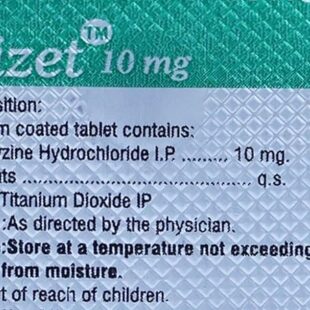 izet™ 10 mg
sition:
m coated tablet contains:
rzine Hydrochloride I.P. ......... 10 mg.
nts .................................... q.s.
Titanium Dioxide IP
:As directed by the physician.
:Store at a temperature not exceeding
from moisture.
t of reach of children.